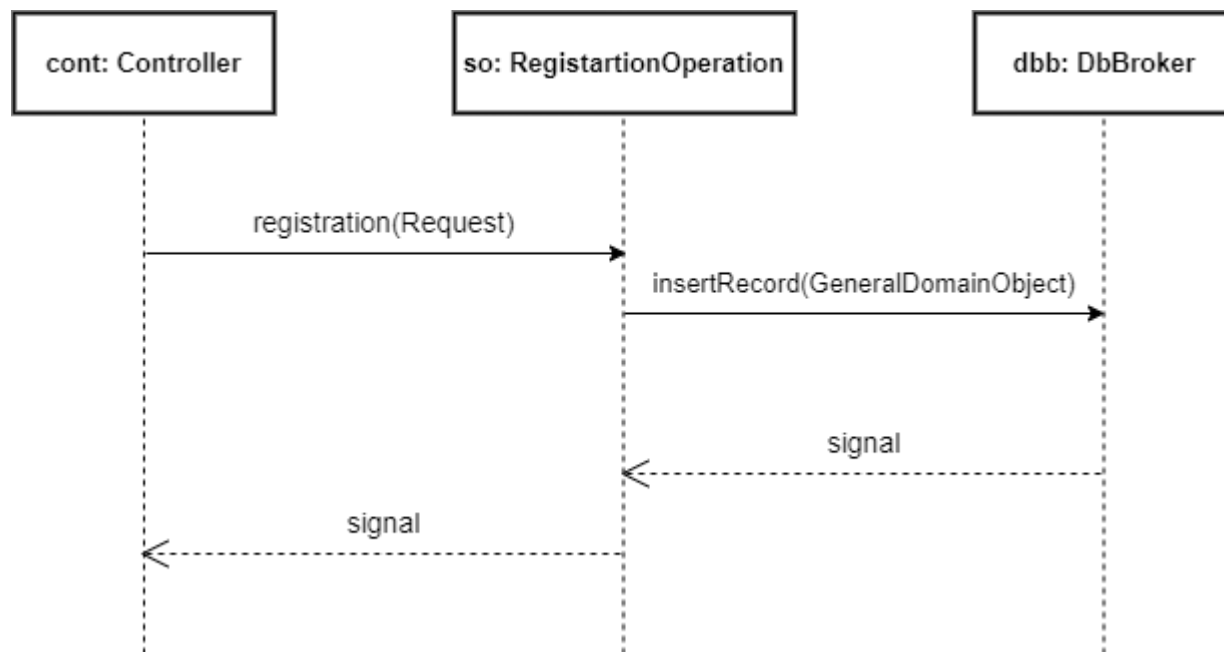 cont: Controller
so: RegistartionOperation
dbb: DbBroker
registration(Request)
insertRecord(GeneralDomainObject)
signal
signal